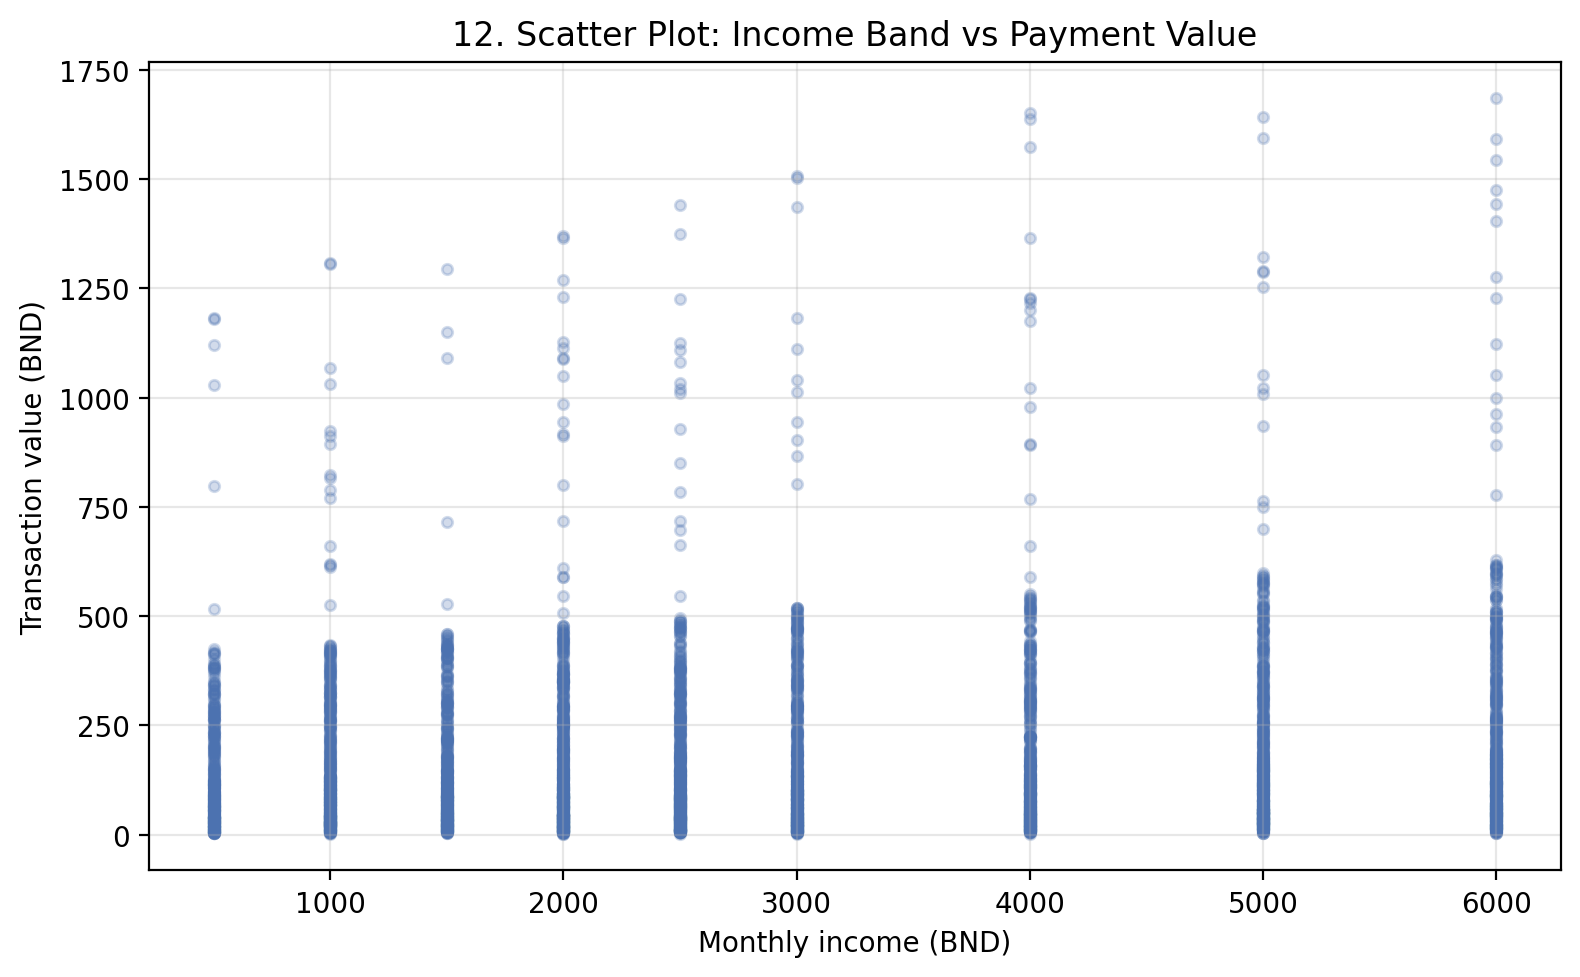 12. Scatter Plot: Income Band vs Payment Value
1750
1500
1250
1000
750
500
250
0
Transaction value (BND)
1000 2000 3000 4000 5000 6000
Monthly income (BND)